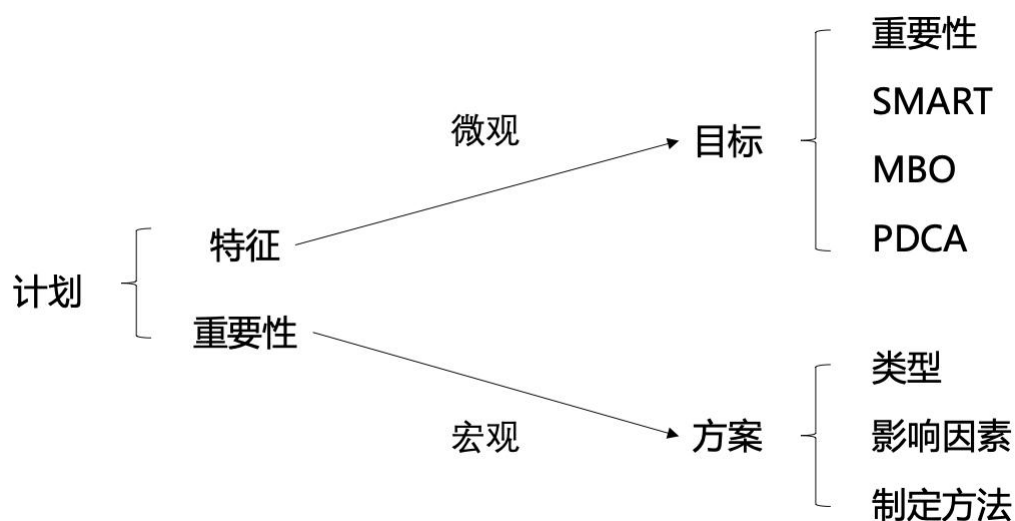 计划
特征
重要性
微观
宏观
目标
重要性
SMART
MBO
PDCA
方案
类型
影响因素
制定方法